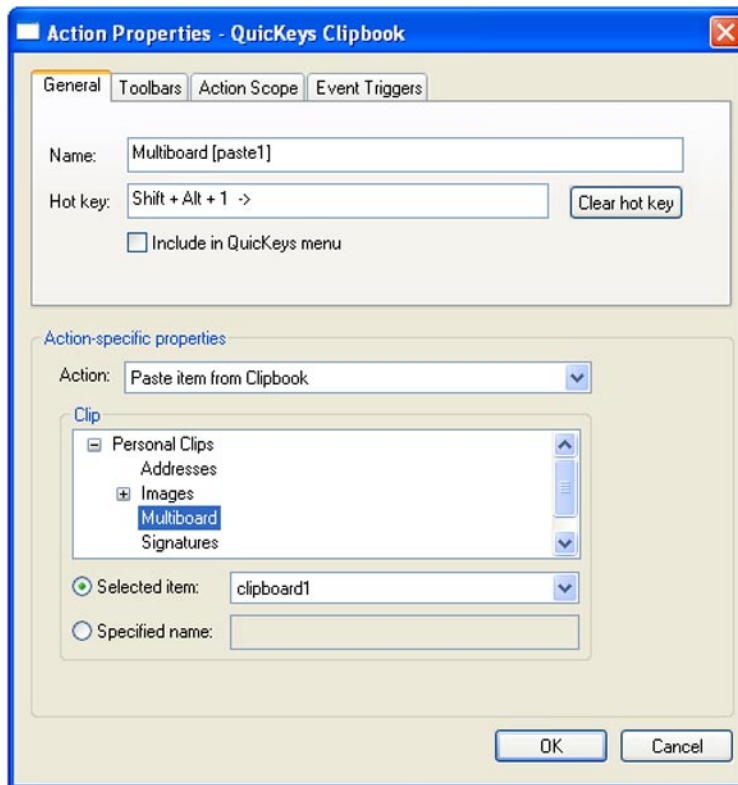 Action Properties - QuicKeys Clipbook
General Toolbars Action Scope Event Triggers
Name: Multiboard [paste1]
Hot key: Shift + Alt + 1 -> Clear hot key
Include in QuicKeys menu
Action-specific properties
Action: Paste item from Clipbook
Clip
Personal Clips
Addresses
Images
Multiboard
Signatures
Selected item: clipboard1
Specified name:
OK Cancel